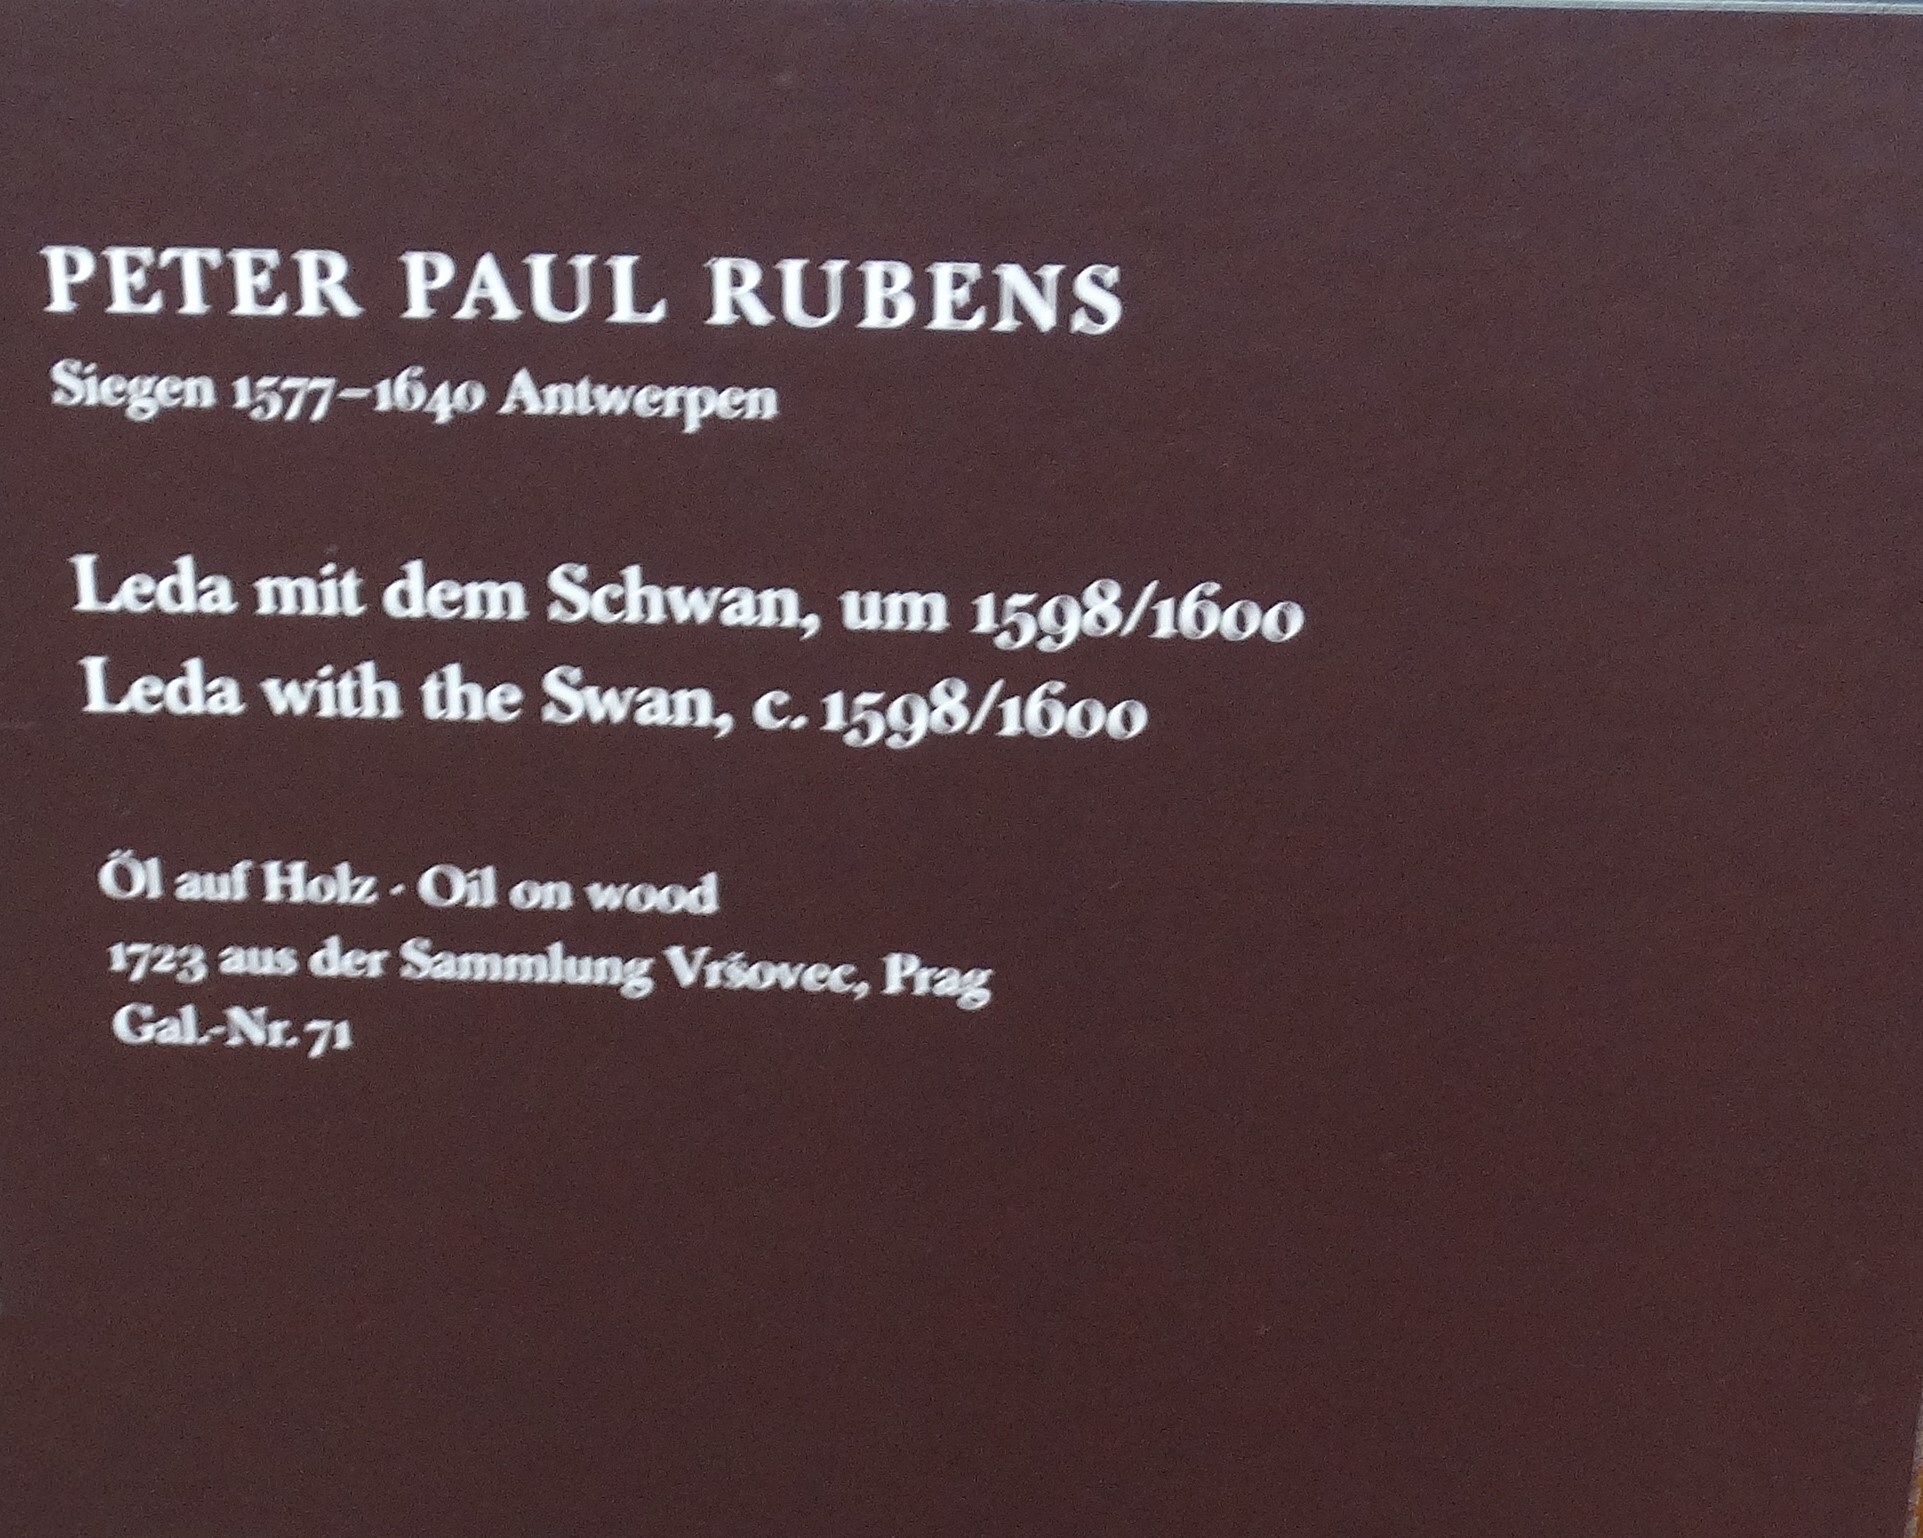 PETER PAUL RUBENS
Siegen 1577–1640 Antwerpen
Leda mit dem Schwan, um 1598/1600
Leda with the Swan, c. 1598/1600
Öl auf Holz · Oil on wood
1723 aus der Sammlung Vršovec, Prag
Gal.-Nr. 71